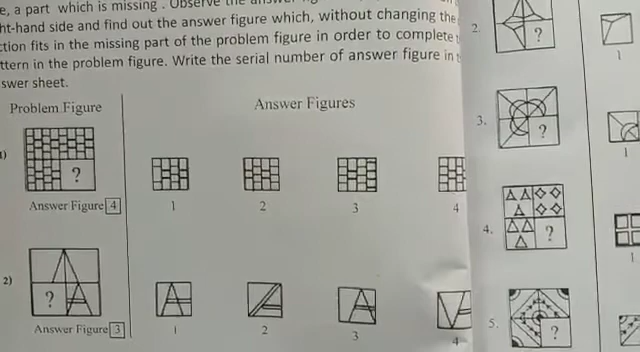 e, a part which is missing . Observe the answer
ht-hand side and find out the answer figure which, without changing the
ction fits in the missing part of the problem figure in order to complete
ttern in the problem figure. Write the serial number of answer figure in
swer sheet.
Problem Figure
Answer Figures
1)
?
Answer Figure 4
1
2
3
4
2)
?
Answer Figure 3
1
2
3
4
2.
?
1
3.
?
1
4.
?
1
5.
?